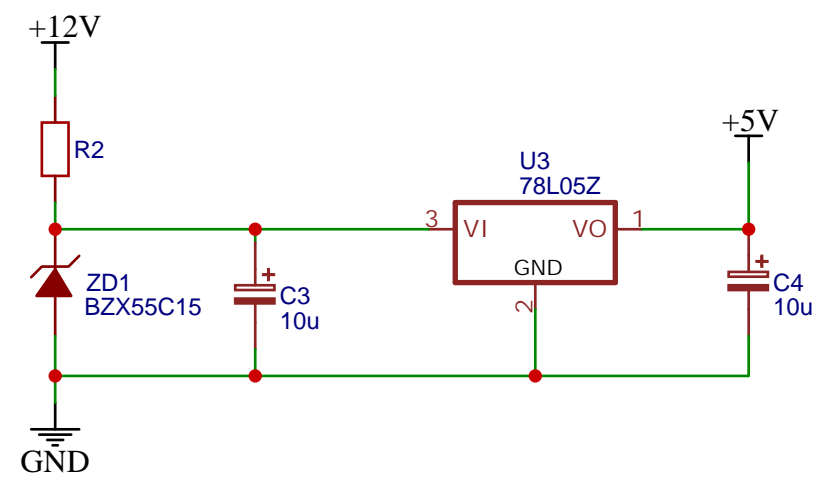 +12V
R2
ZD1
BZX55C15
+
C3
10u
U3
78L05Z
3
VI
VO
1
GND
2
+5V
+
C4
10u
GND